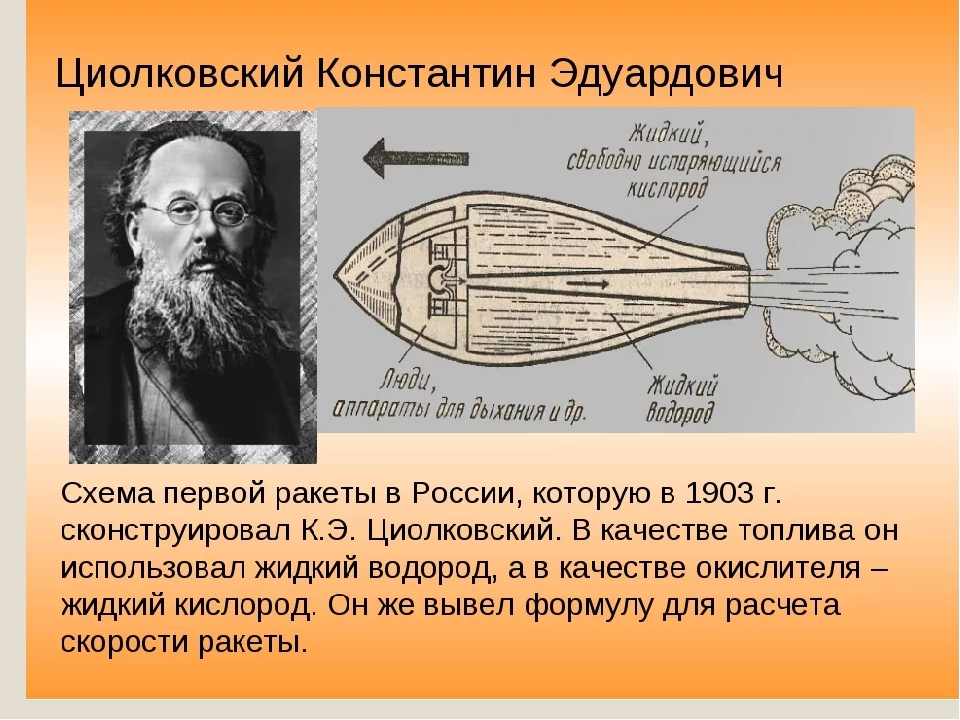 Циолковский Константин Эдуардович
Жидкий,
свободно испаряющийся
кислород
Люди,
аппараты для дыхания и др.
Жидкий
водород
Схема первой ракеты в России, которую в 1903 г.
сконструировал К.Э. Циолковский. В качестве топлива он
использовал жидкий водород, а в качестве окислителя –
жидкий кислород. Он же вывел формулу для расчета
скорости ракеты.